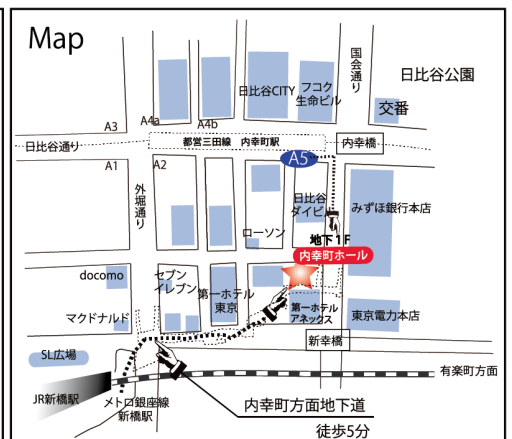 Map
国会通り
日比谷公園
日比谷CITY
フコク
生命ビル
交番
A3
A4a
A4b
日比谷通り
都営三田線 内幸町駅
内幸橋
A1
A2
A5
外堀通り
日比谷
ダイビル
みずほ銀行本店
ローソン
地下1F
内幸町ホール
docomo
セブン
イレブン
第一ホテル
東京
第一ホテル
アネックス
マクドナルド
東京電力本店
新幸橋
SL広場
有楽町方面
JR新橋駅
メトロ銀座線
新橋駅
内幸町方面地下道
徒歩5分